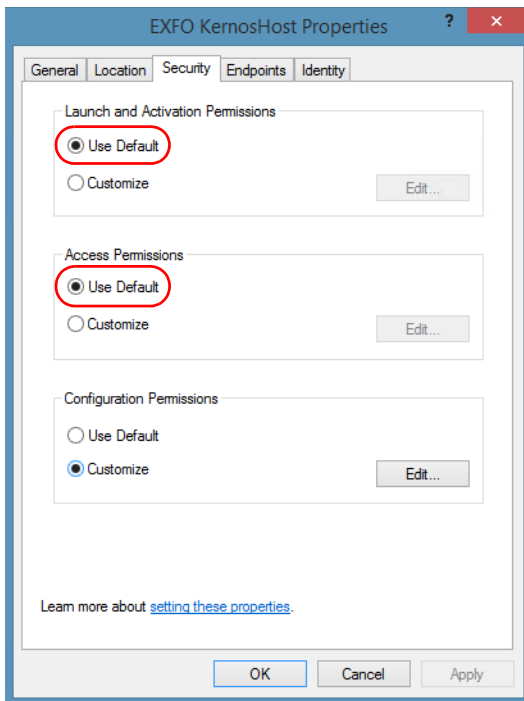 EXFO KernosHost Properties
?
General Location Security Endpoints Identity
Launch and Activation Permissions
Use Default
Customize
Edit...
Access Permissions
Use Default
Customize
Edit...
Configuration Permissions
Use Default
Customize
Edit...
Learn more about setting these properties.
OK Cancel Apply